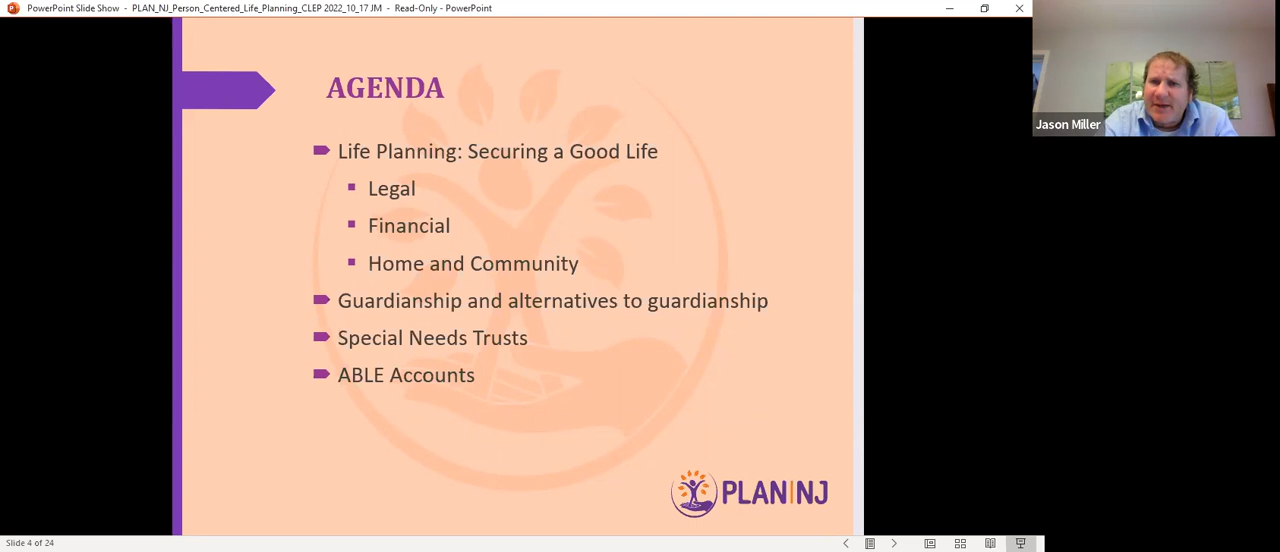 PowerPoint Slide Show - PLAN_NJ_Person_Centered_Life_Planning_CLEP 2022_10_17 JM - Read-Only - PowerPoint
AGENDA
Life Planning: Securing a Good Life
Legal
Financial
Home and Community
Guardianship and alternatives to guardianship
Special Needs Trusts
ABLE Accounts
PLAN|NJ
Jason Miller
Slide 4 of 24